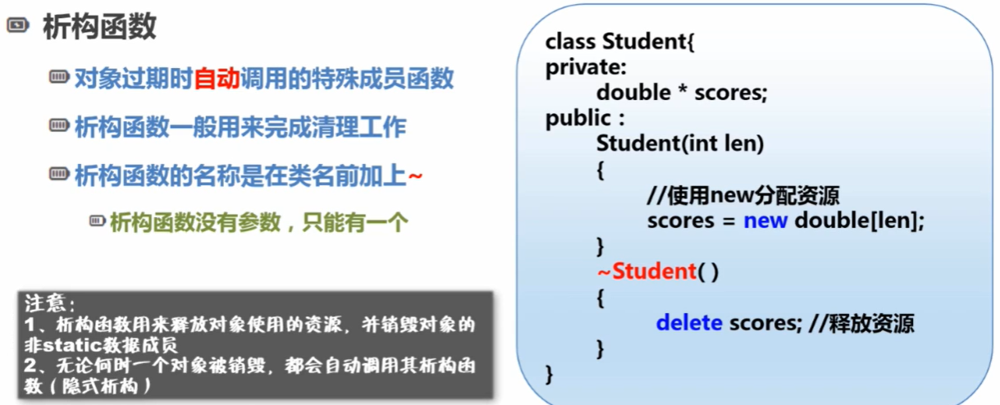 析构函数
对象过期时自动调用的特殊成员函数
析构函数一般用来完成清理工作
析构函数的名称是在类名前加上~
析构函数没有参数，只能有一个
注意：
1、析构函数用来释放对象使用的资源，并销毁对象的
非static数据成员
2、无论何时一个对象被销毁，都会自动调用其析构函
数（隐式析构）
class Student{
private:
double * scores;
public :
Student(int len)
{
//使用new分配资源
scores = new double[len];
}
~Student( )
{
delete scores; //释放资源
}
}